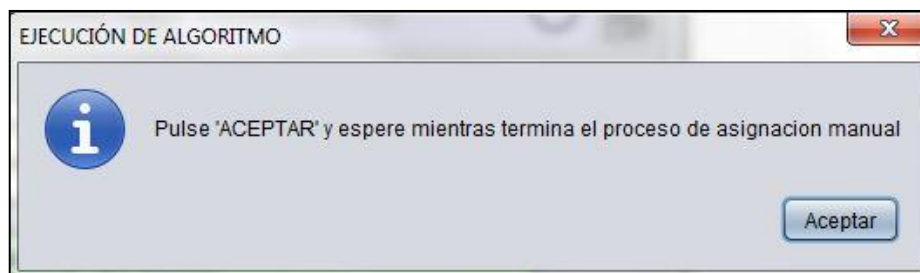 EJECUCIÓN DE ALGORITMO
Pulse 'ACEPTAR' y espere mientras termina el proceso de asignacion manual
Aceptar